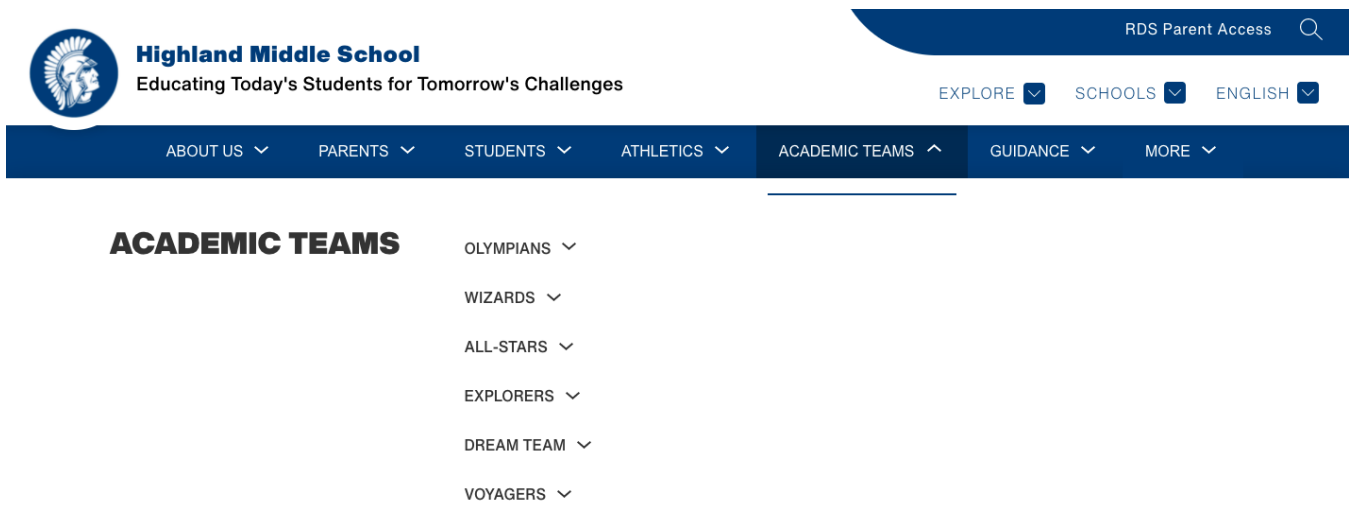 RDS Parent Access
Highland Middle School
Educating Today's Students for Tomorrow's Challenges
EXPLORE SCHOOLS ENGLISH
ABOUT US PARENTS STUDENTS ATHLETICS ACADEMIC TEAMS GUIDANCE MORE
ACADEMIC TEAMS
OLYMPIANS
WIZARDS
ALL-STARS
EXPLORERS
DREAM TEAM
VOYAGERS